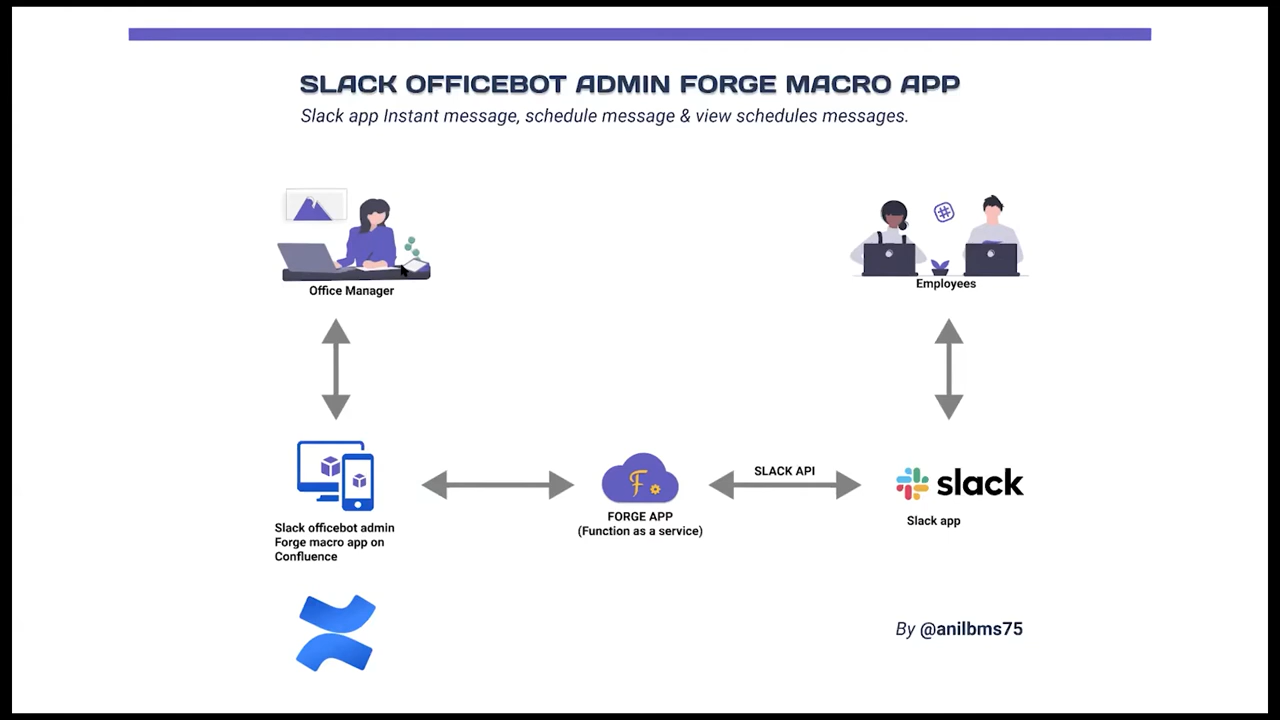 SLACK OFFICEBOT ADMIN FORGE MACRO APP
Slack app Instant message, schedule message & view schedules messages.
Office Manager
Employees
SLACK API
slack
FORGE APP
(Function as a service)
Slack app
Slack officebot admin
Forge macro app on
Confluence
By @anilbms75